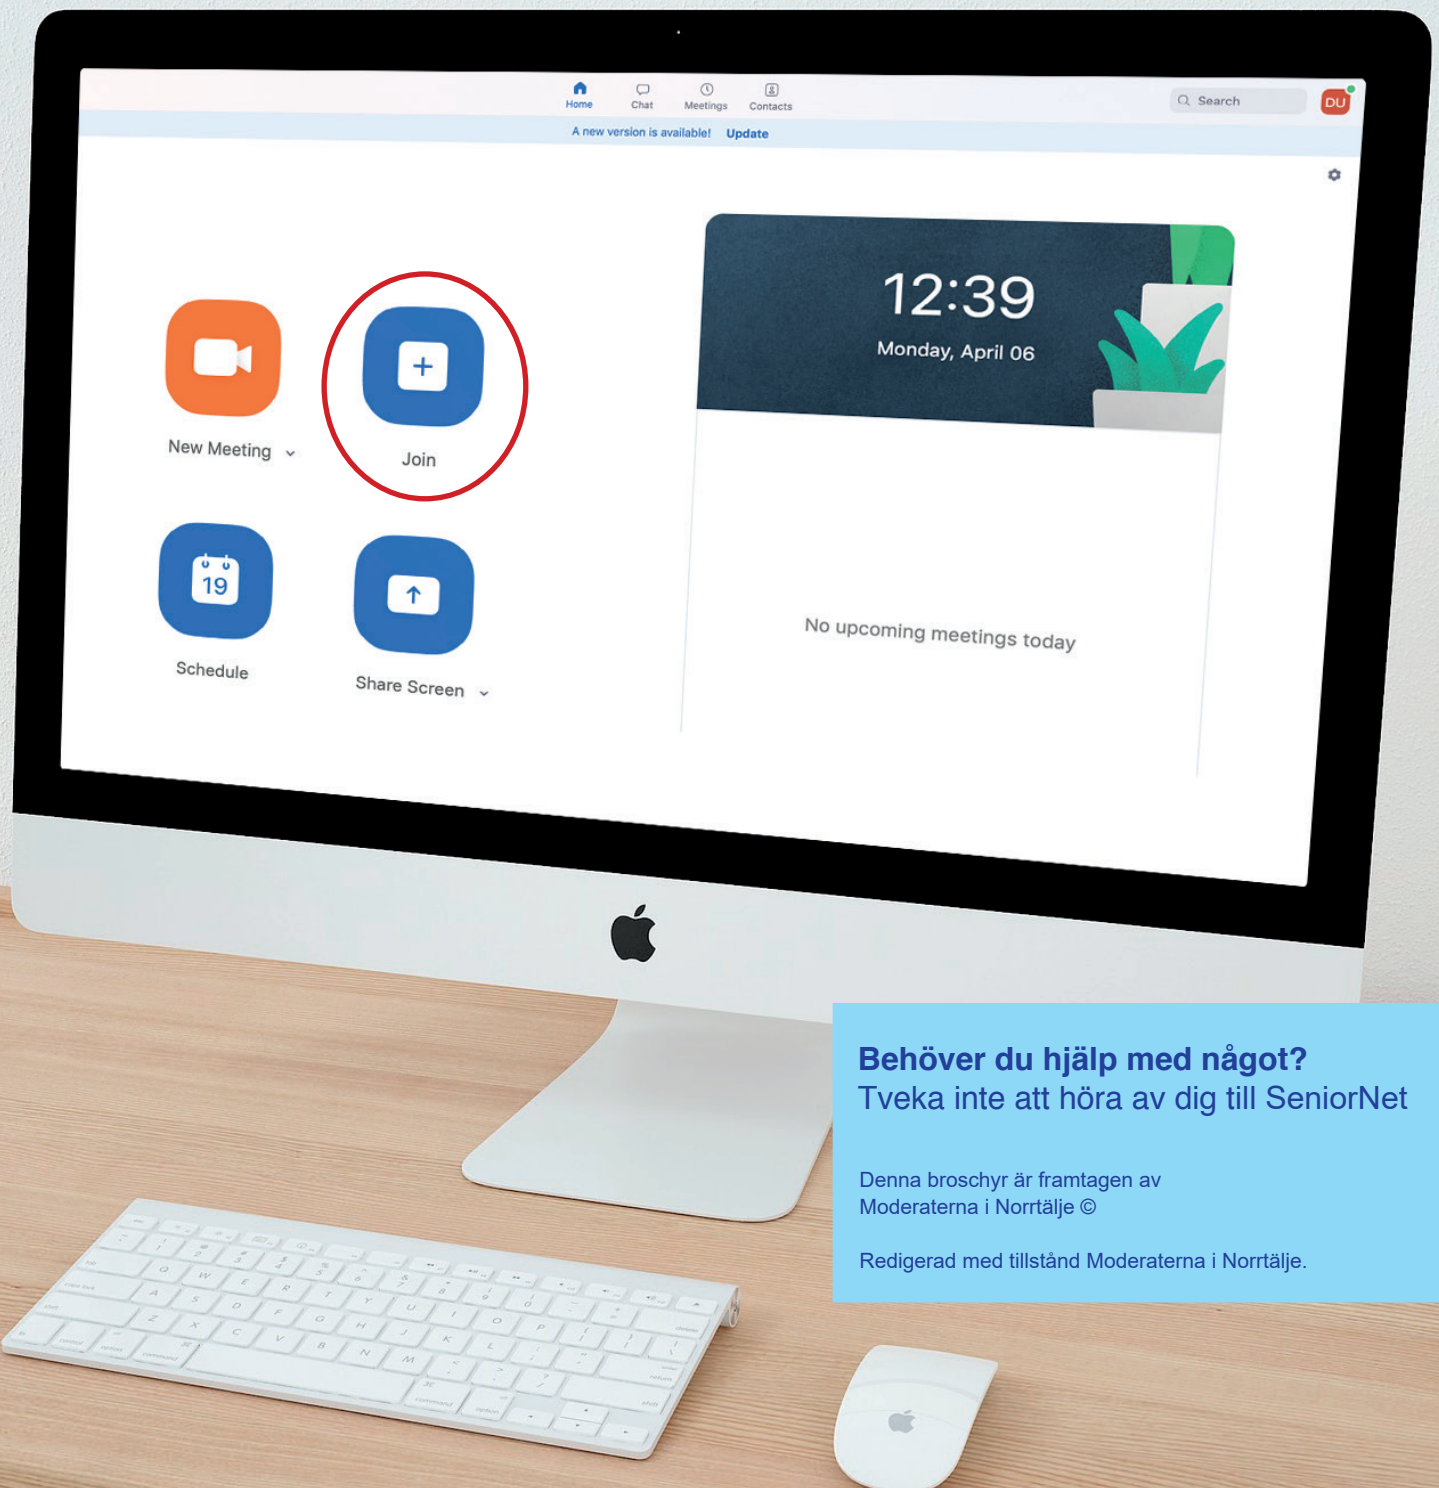 Home Chat Meetings Contacts
Search
DU
A new version is available! Update
12:39
Monday, April 06
New Meeting
Join
19
Schedule
Share Screen
No upcoming meetings today
Behöver du hjälp med något?
Tveka inte att höra av dig till SeniorNet
Denna broschyr är framtagen av
Moderaterna i Norrtälje ©
Redigerad med tillstånd Moderaterna i Norrtälje.